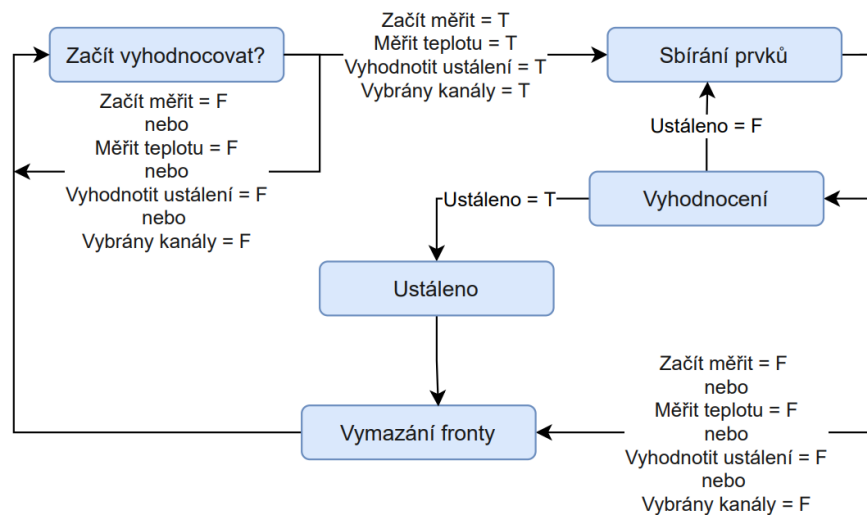 Začít vyhodnocovat?
Začít měřit = T
Měřit teplotu = T
Vyhodnotit ustálení = T
Vybrány kanály = T
Sbírání prvků
Začít měřit = F
nebo
Měřit teplotu = F
nebo
Vyhodnotit ustálení = F
nebo
Vybrány kanály = F
Ustáleno = F
Vyhodnocení
Ustáleno = T
Ustáleno
Začít měřit = F
nebo
Měřit teplotu = F
nebo
Vyhodnotit ustálení = F
nebo
Vybrány kanály = F
Vymazání fronty